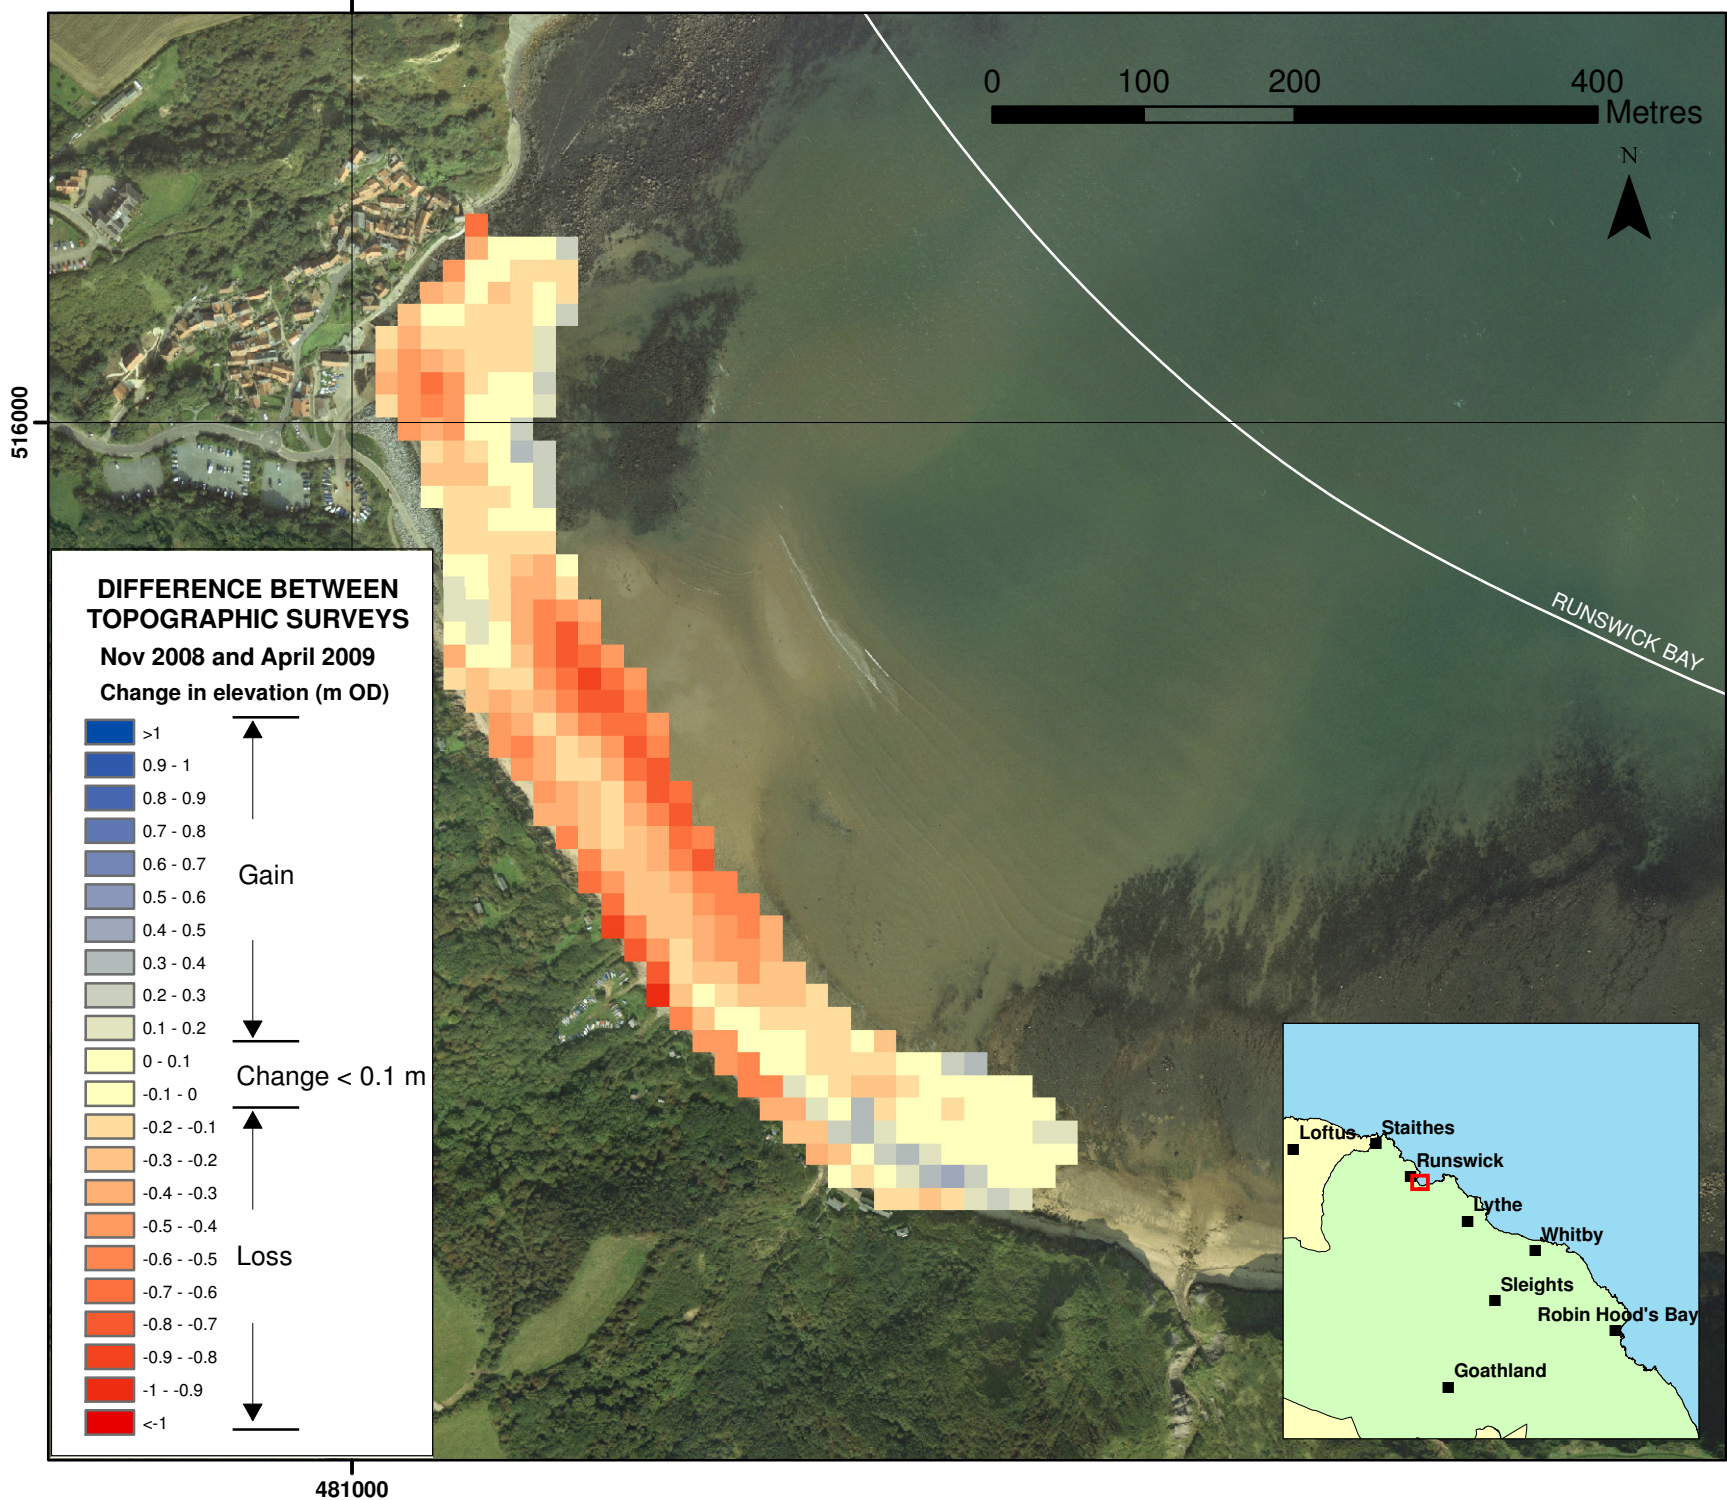 0 100 200 400
Metres
N
516000
RUNSWICK BAY
DIFFERENCE BETWEEN
TOPOGRAPHIC SURVEYS
Nov 2008 and April 2009
Change in elevation (m OD)
>1
0.9 - 1
0.8 - 0.9
0.7 - 0.8
0.6 - 0.7
0.5 - 0.6
0.4 - 0.5
0.3 - 0.4
0.2 - 0.3
0.1 - 0.2
0 - 0.1
-0.1 - 0
-0.2 - -0.1
-0.3 - -0.2
-0.4 - -0.3
-0.5 - -0.4
-0.6 - -0.5
-0.7 - -0.6
-0.8 - -0.7
-0.9 - -0.8
-1 - -0.9
<-1
Gain
Change < 0.1 m
Loss
Loftus
Staithes
Runswick
Lythe
Whitby
Sleights
Robin Hood's Bay
Goathland
481000